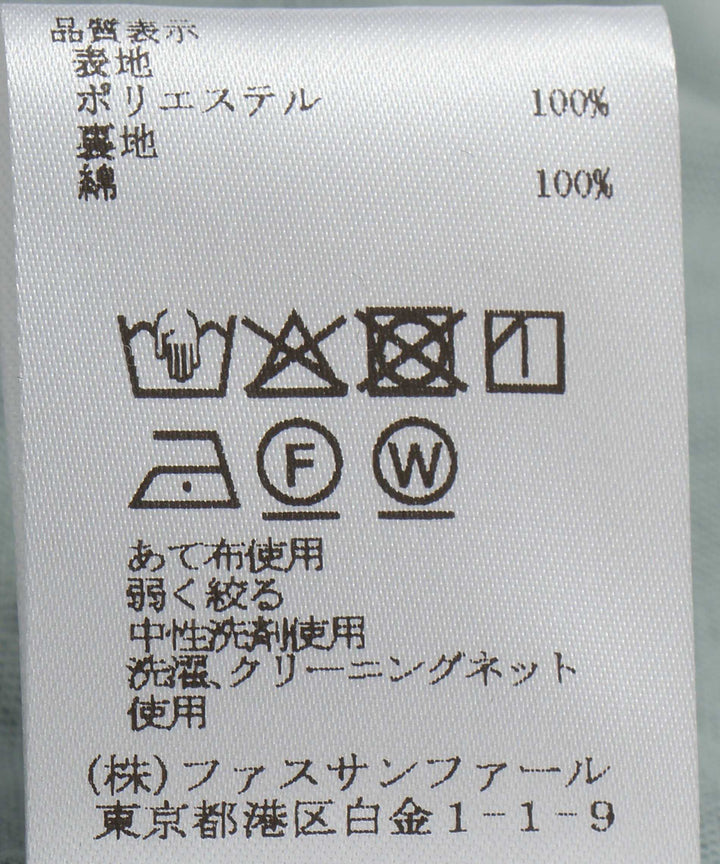 品質表示
表地
ポリエステル 100%
裏地
綿 100%
F W
あて布使用
弱く絞る
中性洗剤使用
洗濯、クリーニングネット
使用
(株)ファスサンファール
東京都港区白金1-1-9